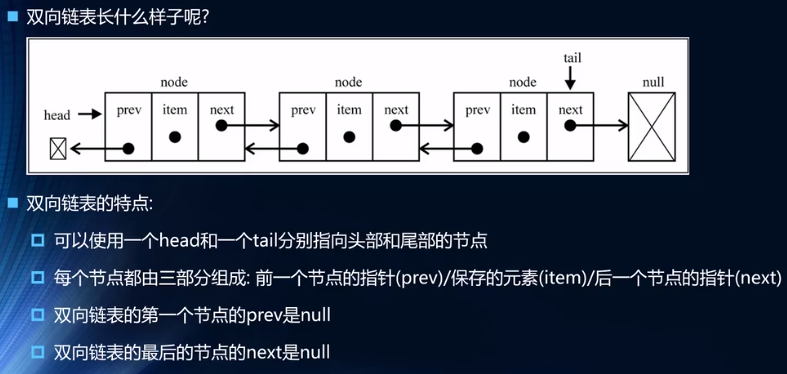 双向链表长什么样子呢?
tail
node node node null
head prev item next prev item next prev item next
双向链表的特点:
可以使用一个head和一个tail分别指向头部和尾部的节点
每个节点都由三部分组成: 前一个节点的指针(prev)/保存的元素(item)/后一个节点的指针(next)
双向链表的第一个节点的prev是null
双向链表的最后的节点的next是null